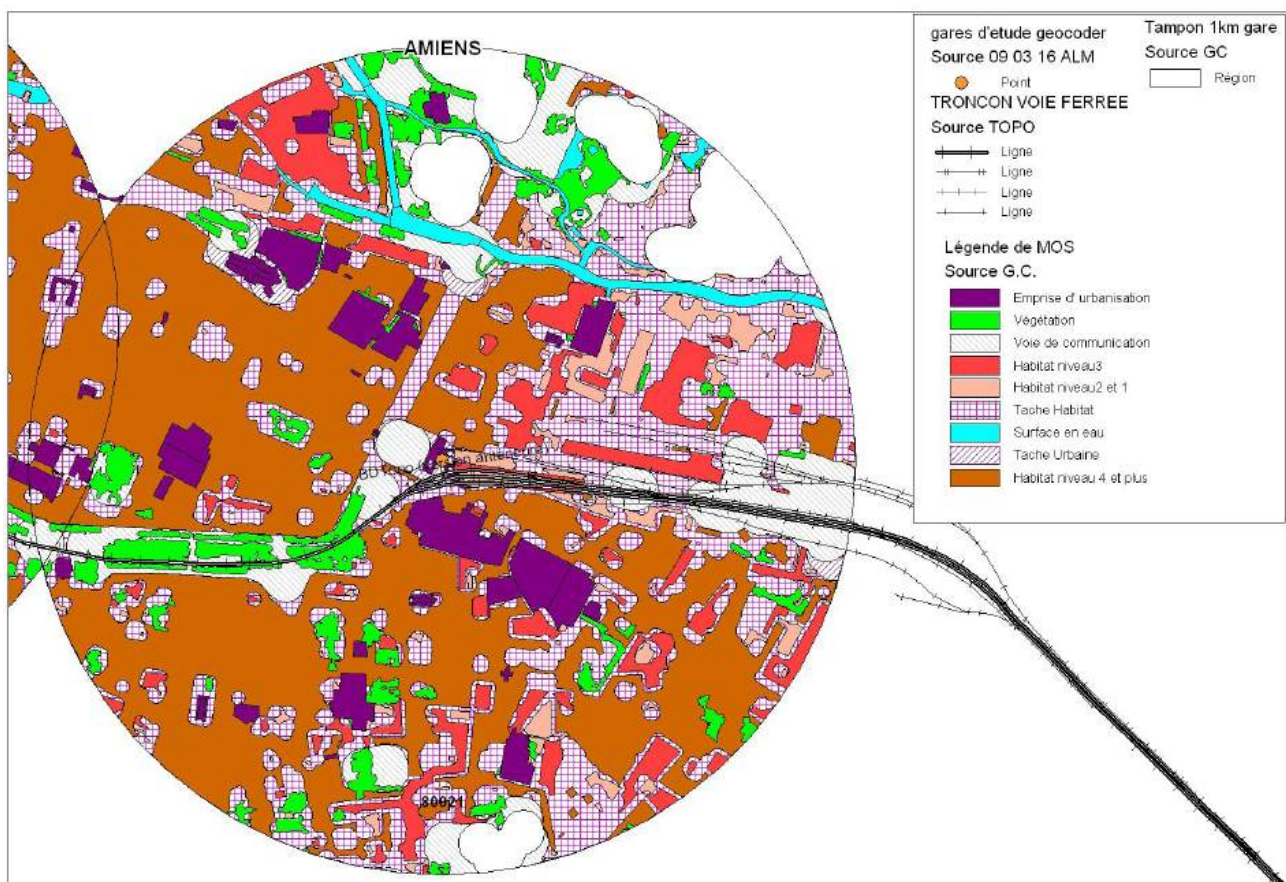 AMIENS
80021
gares d'etude geocoder
Source 09 03 16 ALM
Point
TRONCON VOIE FERREE
Source TOPO
Ligne
Ligne
Ligne
Ligne
Légende de MOS
Source G.C.
Emprise d' urbanisation
Végétation
Voie de communication
Habitat niveau3
Habitat niveau2 et 1
Tache Habitat
Surface en eau
Tache Urbaine
Habitat niveau 4 et plus
Tampon 1km gare
Source GC
Région